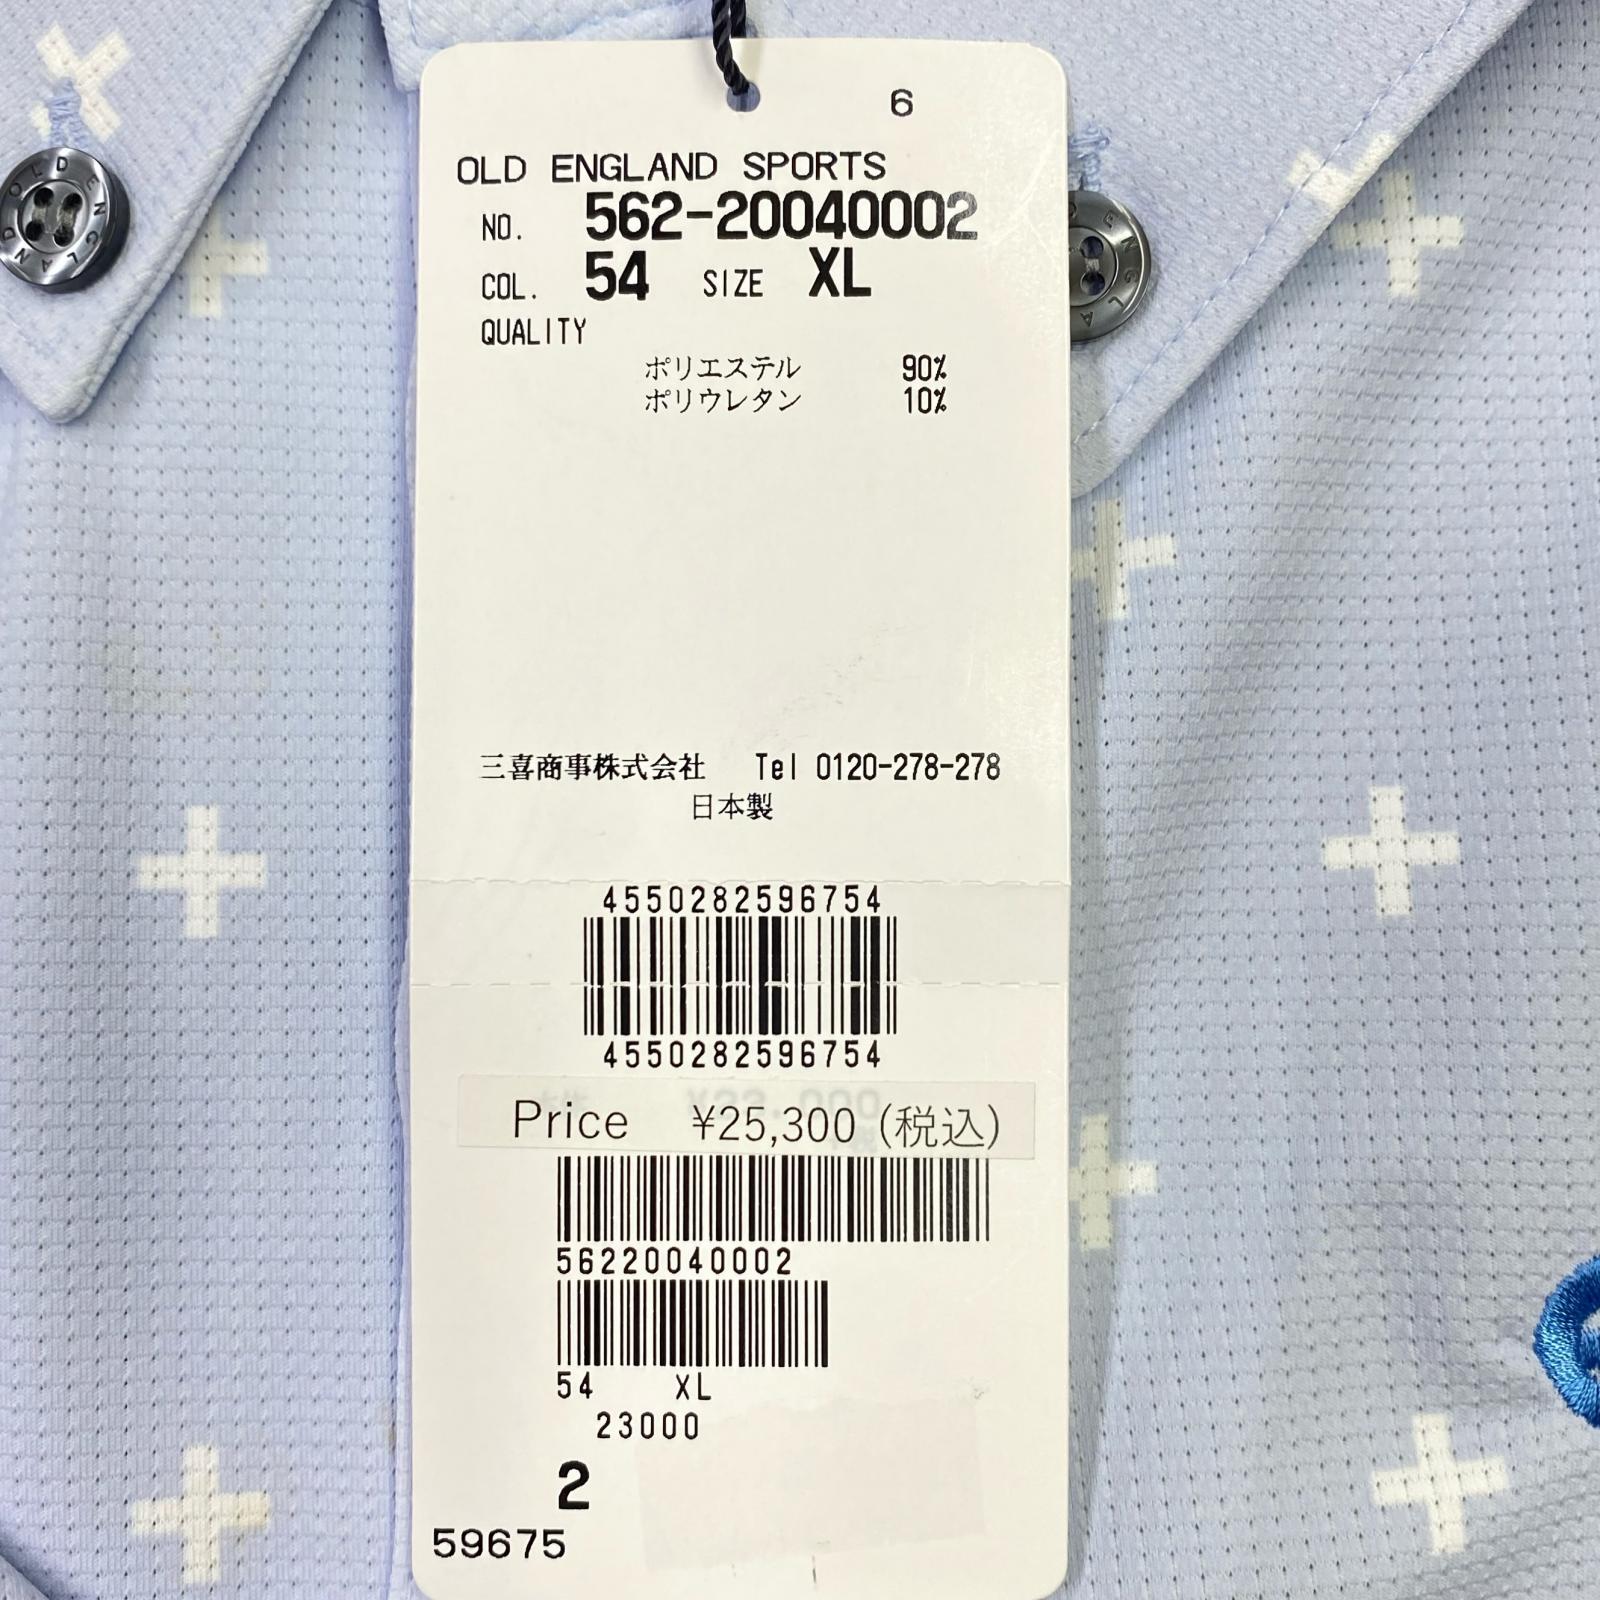 6
OLD ENGLAND SPORTS
NO. 562-20040002
COL. 54 SIZE XL
QUALITY
ポリエステル 90%
ポリウレタン 10%
三喜商事株式会社 Tel 0120-278-278
日本製
4550282596754
4550282596754
Price ¥25,300 (税込)
56220040002
54 XL
23000
2
59675
OLD ENGLAND